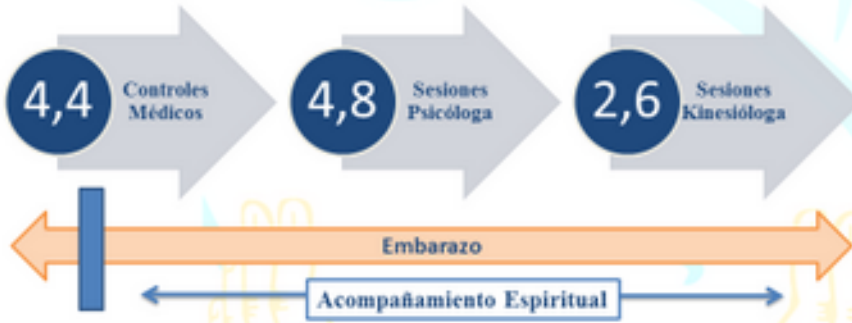 4,4
Controles
Médicos
4,8
Sesiones
Psicóloga
2,6
Sesiones
Kinesióloga
Embarazo
Acompañamiento Espiritual